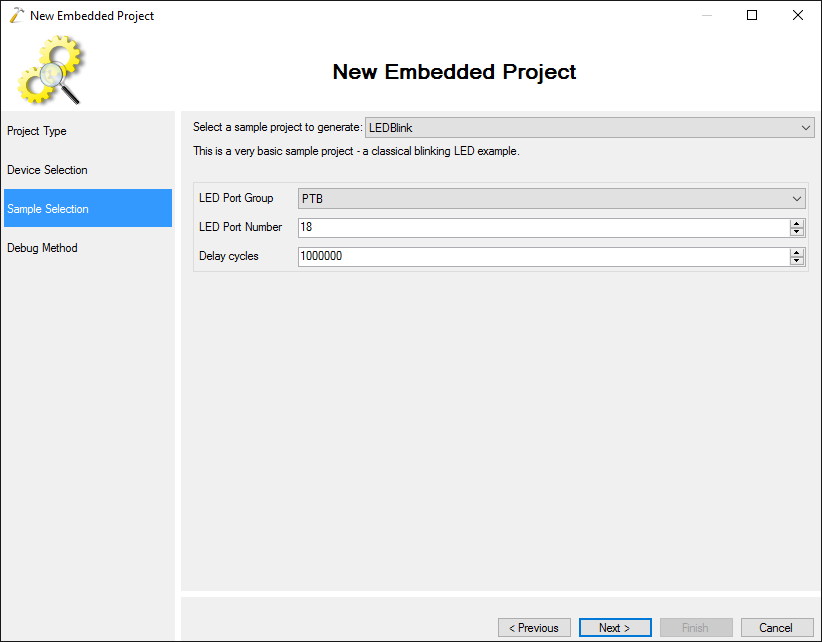 New Embedded Project
New Embedded Project
Project Type
Device Selection
Sample Selection
Debug Method
Select a sample project to generate: LEDBlink
This is a very basic sample project - a classical blinking LED example.
LED Port Group PTB
LED Port Number 18
Delay cycles 1000000
< Previous Next > Finish Cancel